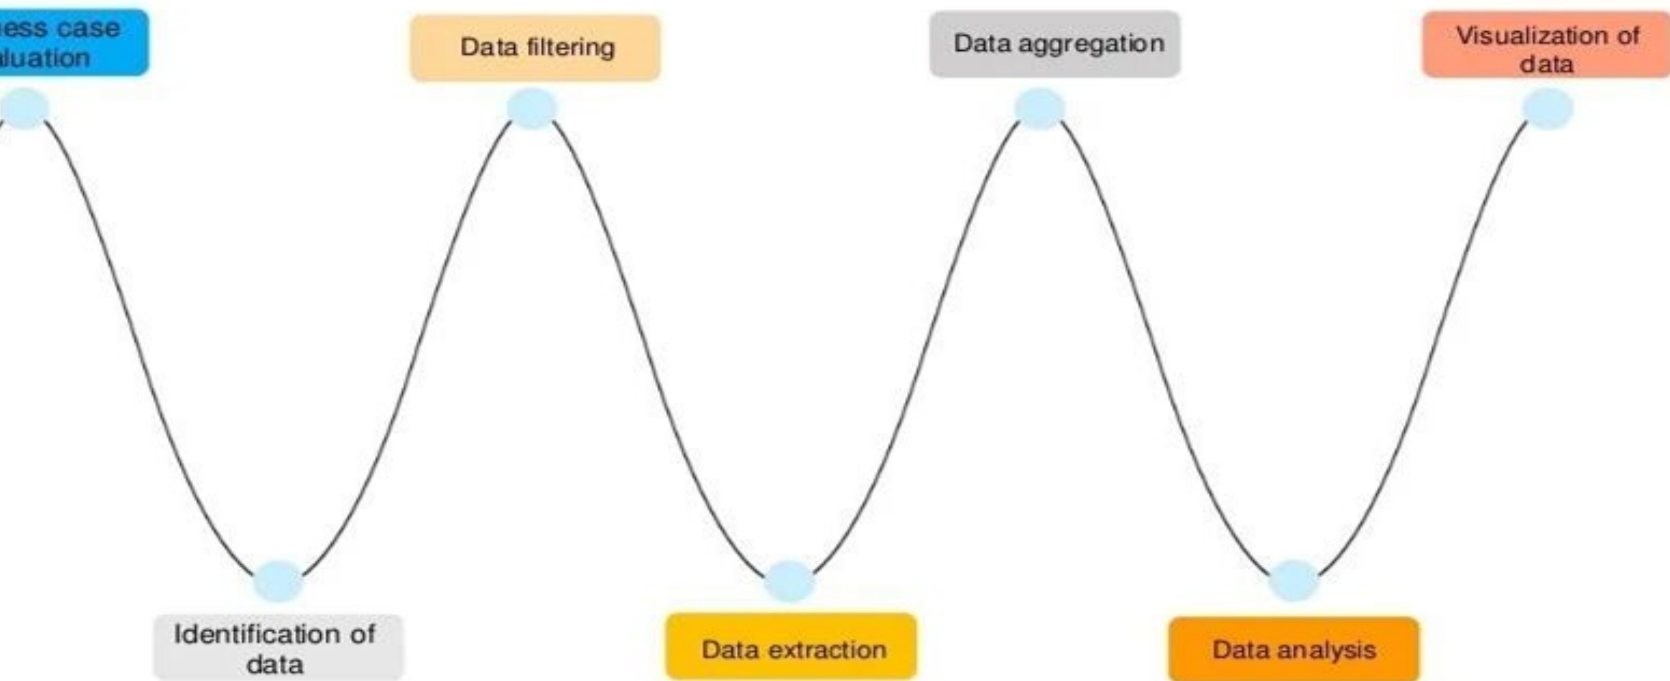 ess case
luation
Data filtering
Data aggregation
Visualization of
data
Identification of
data
Data extraction
Data analysis